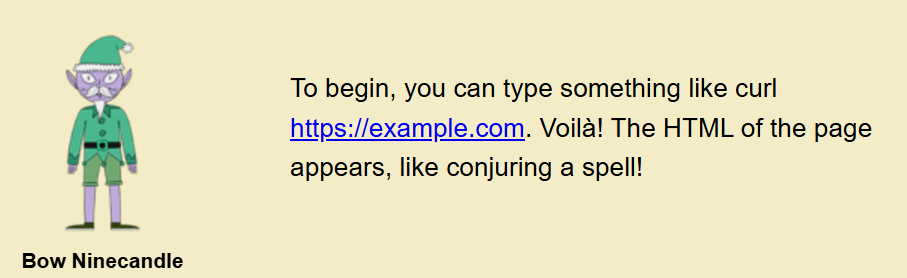 To begin, you can type something like curl
https://example.com. Voilà! The HTML of the page
appears, like conjuring a spell!
Bow Ninecandle